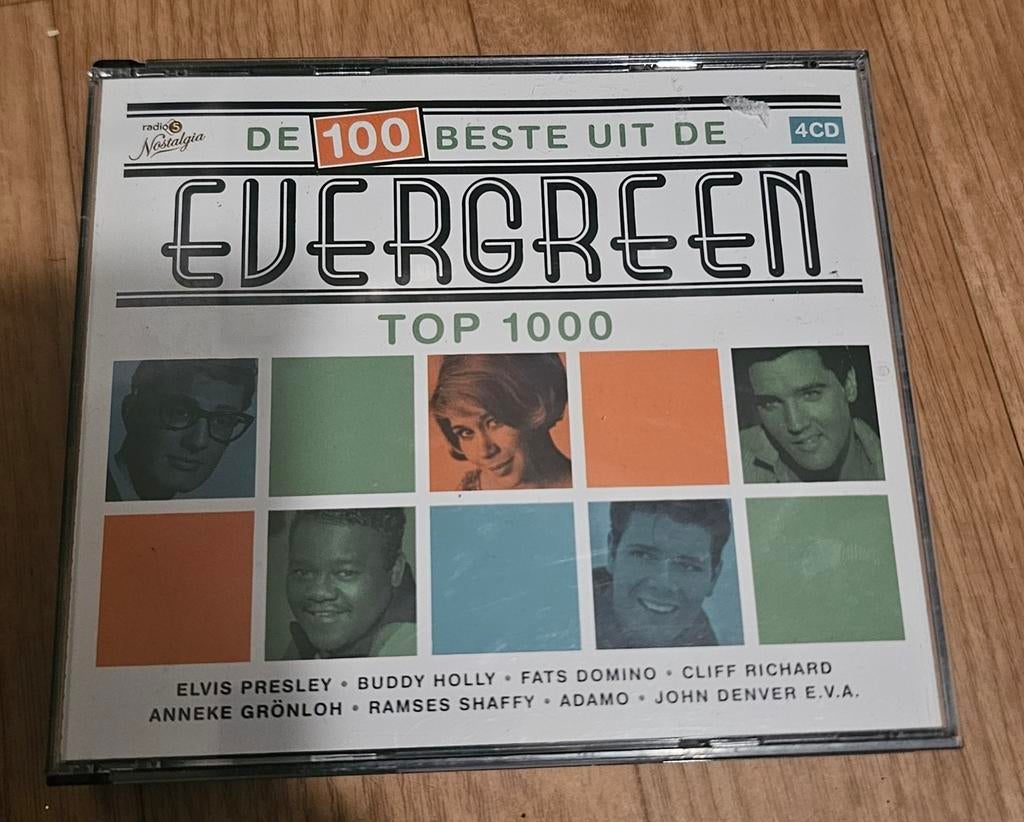 radio 5
Nostalgia
DE 100 BESTE UIT DE
4CD
EVERGREEN
TOP 1000
ELVIS PRESLEY • BUDDY HOLLY • FATS DOMINO • CLIFF RICHARD
ANNEKE GRÖNLOH • RAMSES SHAFFY • ADAMO • JOHN DENVER E.V.A.